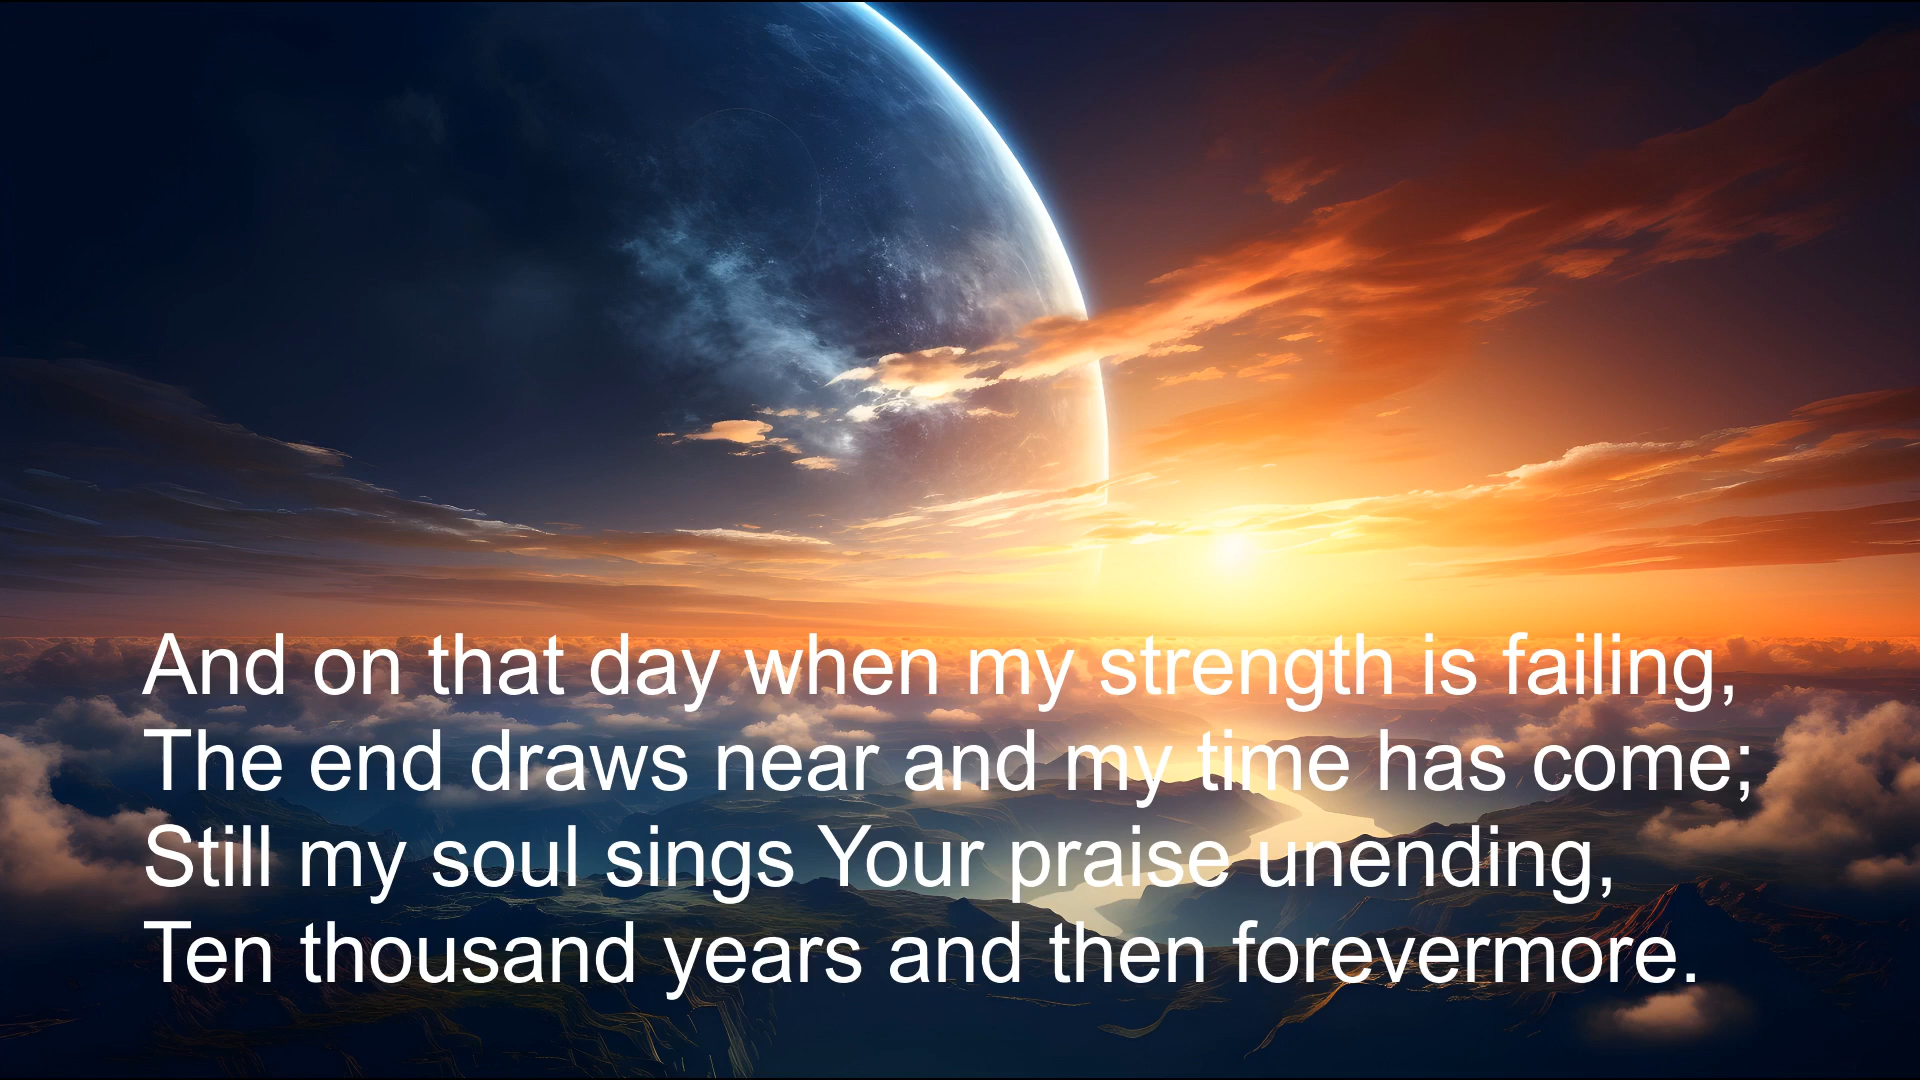 And on that day when my strength is failing,
The end draws near and my time has come;
Still my soul sings Your praise unending,
Ten thousand years and then forevermore.